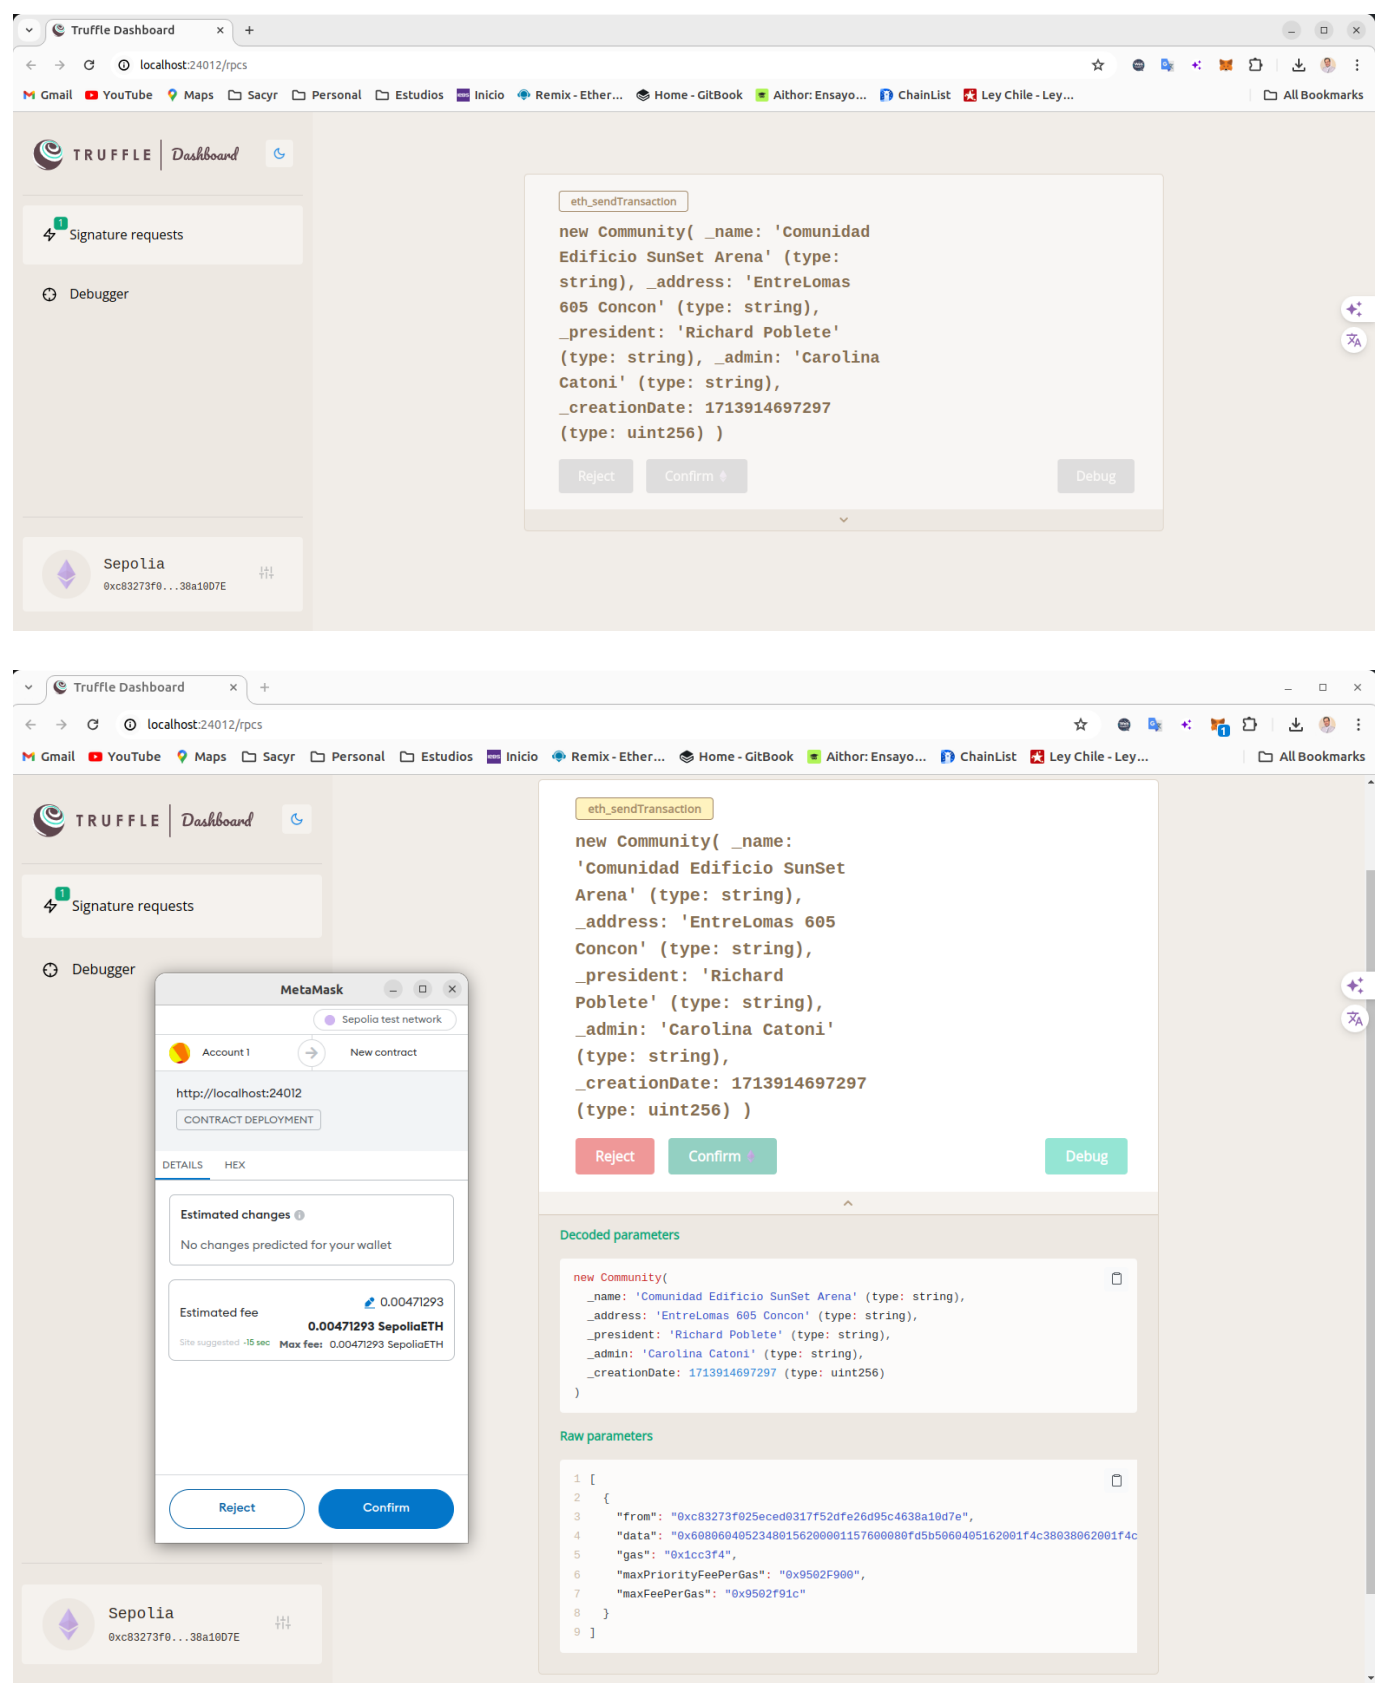 Truffle Dashboard
localhost:24012/rpcs
Gmail YouTube Maps Sacyr Personal Estudios Inicio Remix - Ether... Home - GitBook Aithor: Ensayo... ChainList Ley Chile - Ley... All Bookmarks
TRUFFLE Dashboard
1
Signature requests
Debugger
eth_sendTransaction
new Community( _name: 'Comunidad
Edificio SunSet Arena' (type:
string), _address: 'EntreLomas
605 Concon' (type: string),
_president: 'Richard Poblete'
(type: string), _admin: 'Carolina
Catoni' (type: string),
_creationDate: 1713914697297
(type: uint256) )
Reject Confirm Debug
Sepolia
0xc83273f0...38a10D7E
Truffle Dashboard
localhost:24012/rpcs
1
Gmail YouTube Maps Sacyr Personal Estudios Inicio Remix - Ether... Home - GitBook Aithor: Ensayo... ChainList Ley Chile - Ley... All Bookmarks
TRUFFLE Dashboard
1
Signature requests
Debugger
MetaMask
Sepolia test network
Account 1 New contract
http://localhost:24012
CONTRACT DEPLOYMENT
DETAILS HEX
Estimated changes
No changes predicted for your wallet
Estimated fee 0.00471293
0.00471293 SepoliaETH
Site suggested ~15 sec Max fee: 0.00471293 SepoliaETH
Reject Confirm
Sepolia
0xc83273f0...38a10D7E
eth_sendTransaction
new Community( _name:
'Comunidad Edificio SunSet
Arena' (type: string),
_address: 'EntreLomas 605
Concon' (type: string),
_president: 'Richard
Poblete' (type: string),
_admin: 'Carolina Catoni'
(type: string),
_creationDate: 1713914697297
(type: uint256) )
Reject Confirm Debug
Decoded parameters
new Community(
_name: 'Comunidad Edificio SunSet Arena' (type: string),
_address: 'EntreLomas 605 Concon' (type: string),
_president: 'Richard Poblete' (type: string),
_admin: 'Carolina Catoni' (type: string),
_creationDate: 1713914697297 (type: uint256)
)
Raw parameters
1 [
2 {
3 "from": "0xc83273f025eced0317f52dfe26d95c4638a10d7e",
4 "data": "0x60806040523480156200001157600080fd5b5060405162001f4c38038062001f4c
5 "gas": "0x1cc3f4",
6 "maxPriorityFeePerGas": "0x9502F900",
7 "maxFeePerGas": "0x9502f91c"
8 }
9 ]